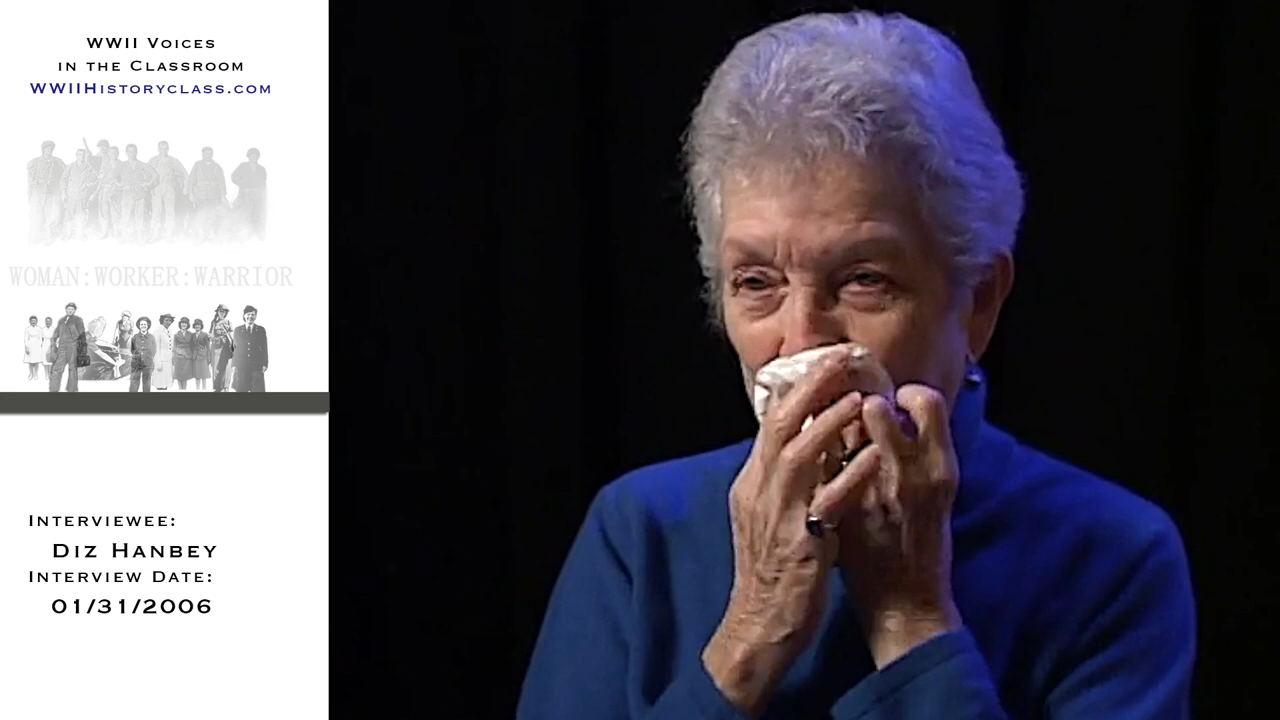 WWII Voices
in the Classroom
WWIIHistoryclass.com
WOMAN:WORKER:WARRIOR
Interviewee:
Diz Hanbey
Interview Date:
01/31/2006